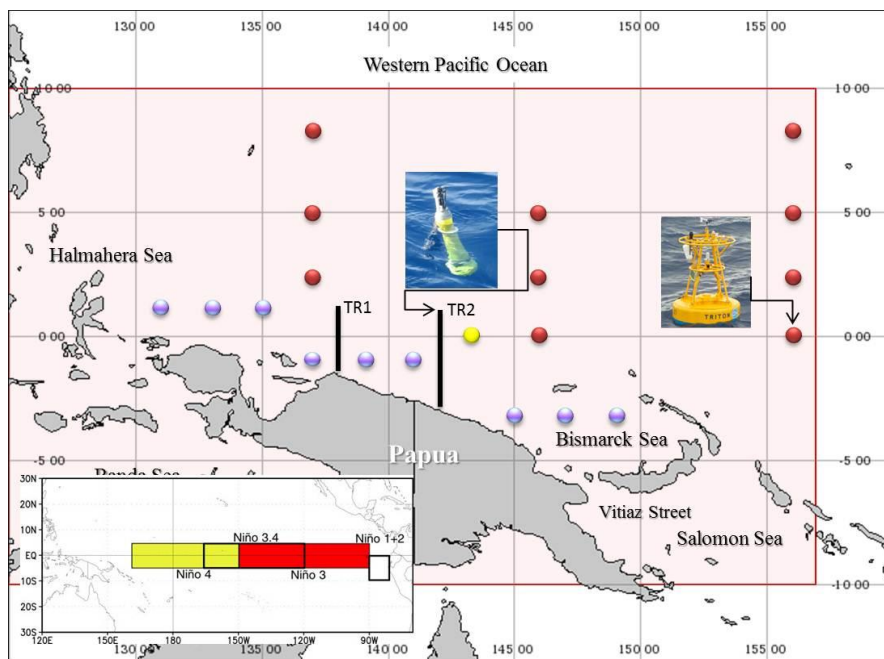 130 00 135 00 140 00 145 00 150 00 155 00
Western Pacific Ocean
10 00 10 00
5 00 5 00
Halmahera Sea
TRITON
TR1 TR2
0 00 0 00
Bismarck Sea
Papua
-5 00 -5 00
Banda Sea
Vitiaz Street
Salomon Sea
30N
20N
10N
Niño 3.4 Niño 1+2
EQ
Niño 4 Niño 3
10S
20S
30S
120E 150E 180 150W 120W 90W
-10 00 -10 00
130 00 135 00 140 00 145 00 150 00 155 00